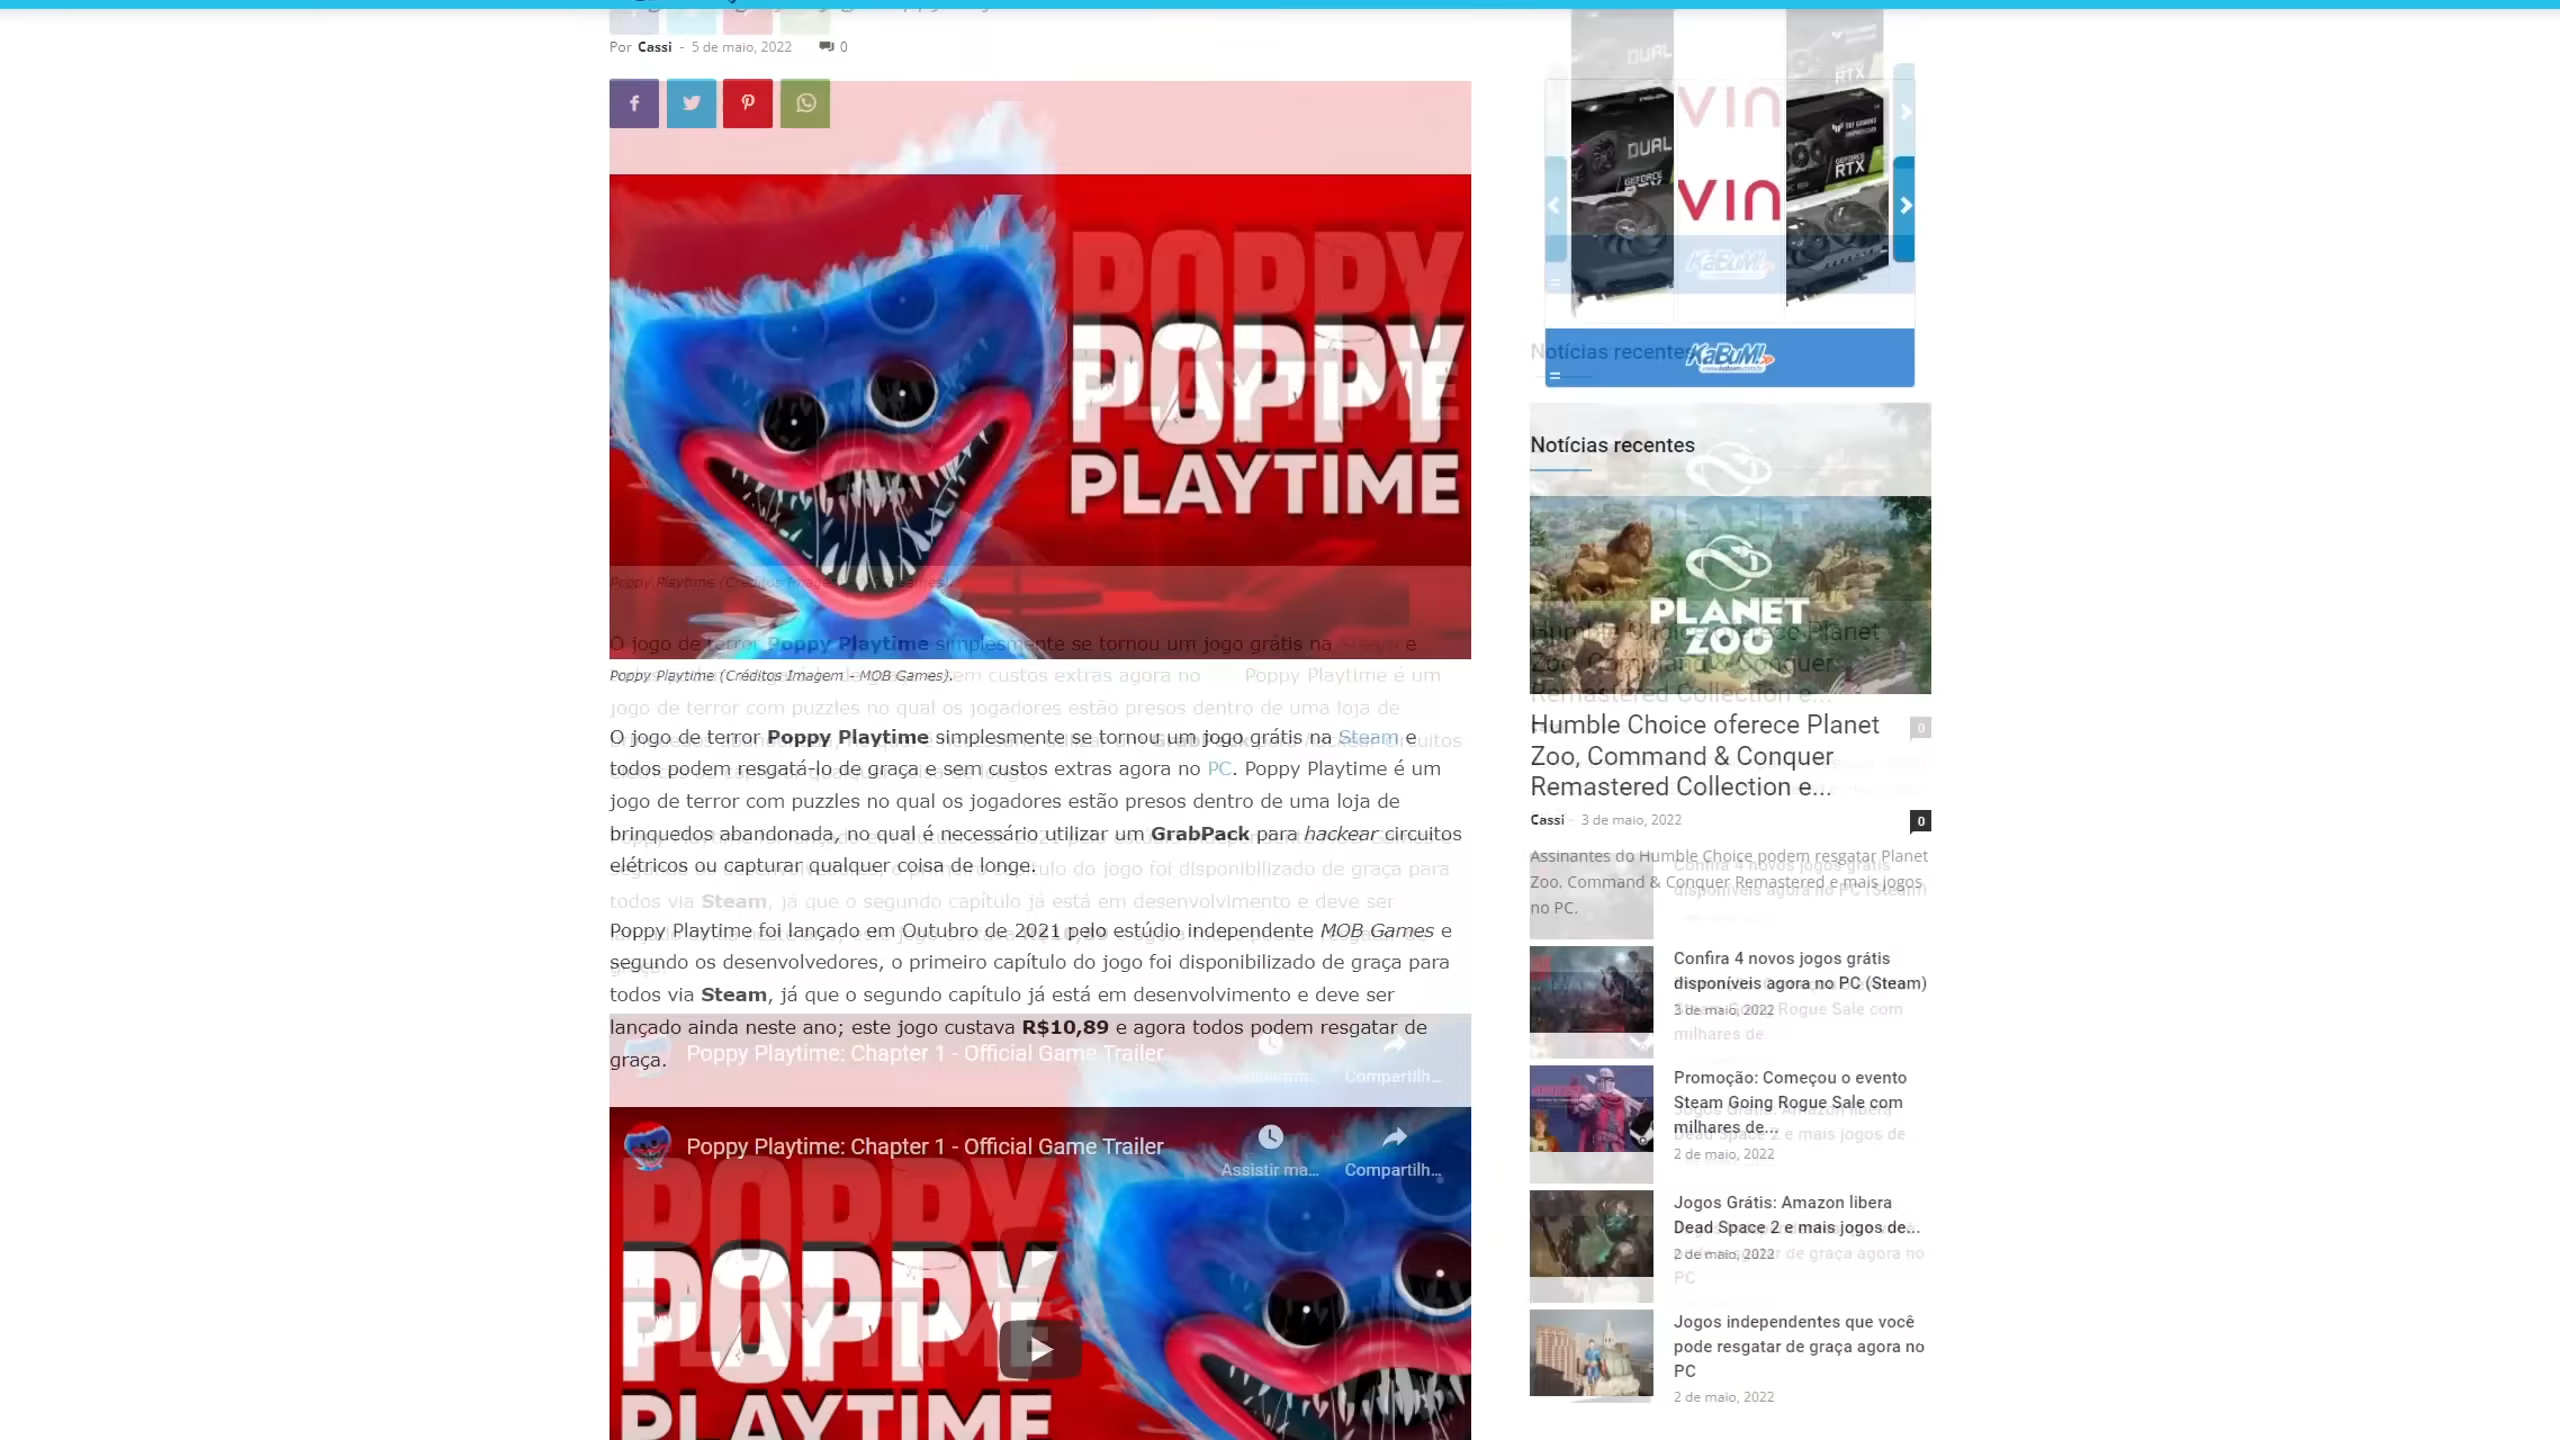 Por Cassi - 5 de maio, 2022 0
POPPY
PLAYTIME
Poppy Playtime (Créditos Imagem - MOB Games).
O jogo de terror Poppy Playtime simplesmente se tornou um jogo grátis na Steam e
todos podem resgatá-lo de graça e sem custos extras agora no PC. Poppy Playtime é um
jogo de terror com puzzles no qual os jogadores estão presos dentro de uma loja de
brinquedos abandonada, no qual é necessário utilizar um GrabPack para hackear circuitos
elétricos ou capturar qualquer coisa de longe.
Poppy Playtime foi lançado em Outubro de 2021 pelo estúdio independente MOB Games e
segundo os desenvolvedores, o primeiro capítulo do jogo foi disponibilizado de graça para
todos via Steam, já que o segundo capítulo já está em desenvolvimento e deve ser
lançado ainda neste ano; este jogo custava R$10,89 e agora todos podem resgatar de
graça.
Poppy Playtime: Chapter 1 - Official Game Trailer
Assistir ma...
Compartilh...
POPPY
PLAYTIME
DUAL
GEFORCE
VIN
GEFORCE
RTX
KaBuM!
www.kabum.com.br
Notícias recentes
PLANET
ZOO
Humble Choice oferece Planet
Zoo, Command & Conquer
Remastered Collection e...
Cassi - 3 de maio, 2022 0
Assinantes do Humble Choice podem resgatar Planet
Zoo, Command & Conquer Remastered e mais jogos
no PC.
Confira 4 novos jogos grátis
disponíveis agora no PC (Steam)
3 de maio, 2022
Promoção: Começou o evento
Steam Going Rogue Sale com
milhares de...
2 de maio, 2022
Jogos Grátis: Amazon libera
Dead Space 2 e mais jogos de...
2 de maio, 2022
Jogos independentes que você
pode resgatar de graça agora no
PC
2 de maio, 2022